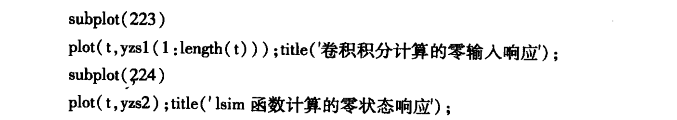 subplot(223)
plot(t,yzs1(1:length(t)));title('卷积积分计算的零输入响应');
subplot(224)
plot(t,yzs2);title('lsim 函数计算的零状态响应');